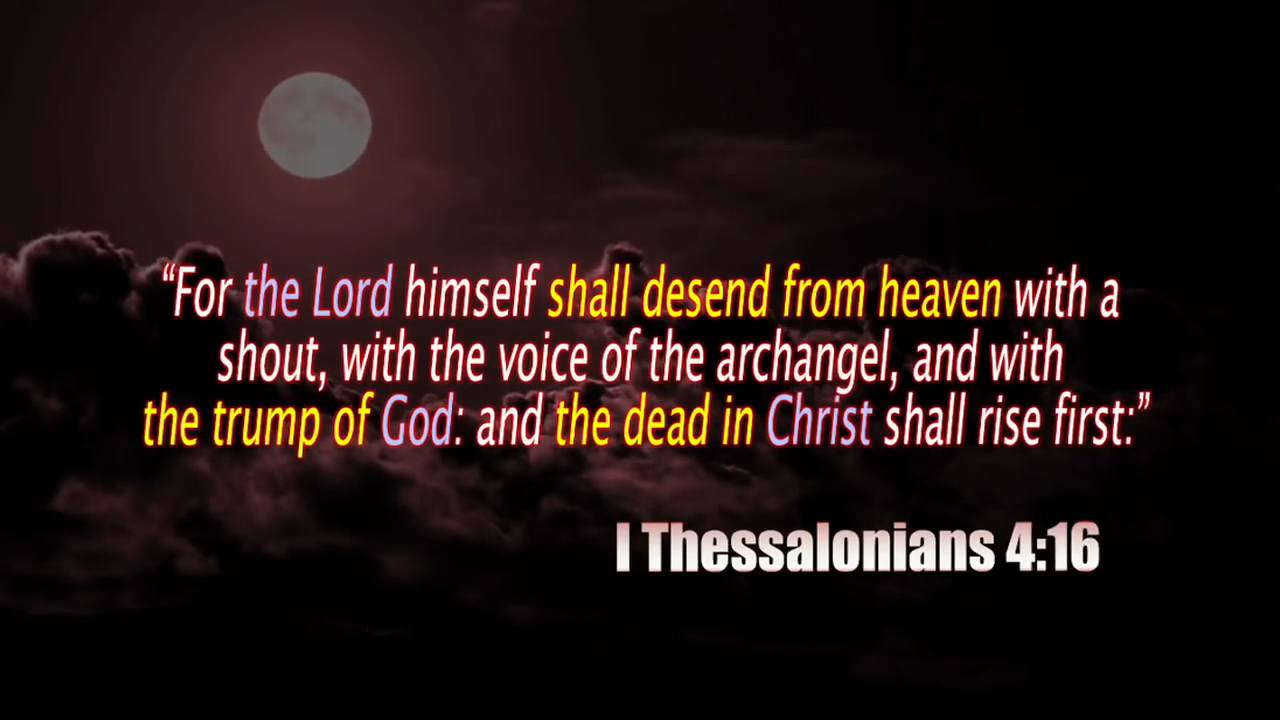 “For the Lord himself shall desend from heaven with a
shout, with the voice of the archangel, and with
the trump of God: and the dead in Christ shall rise first:”
I Thessalonians 4:16